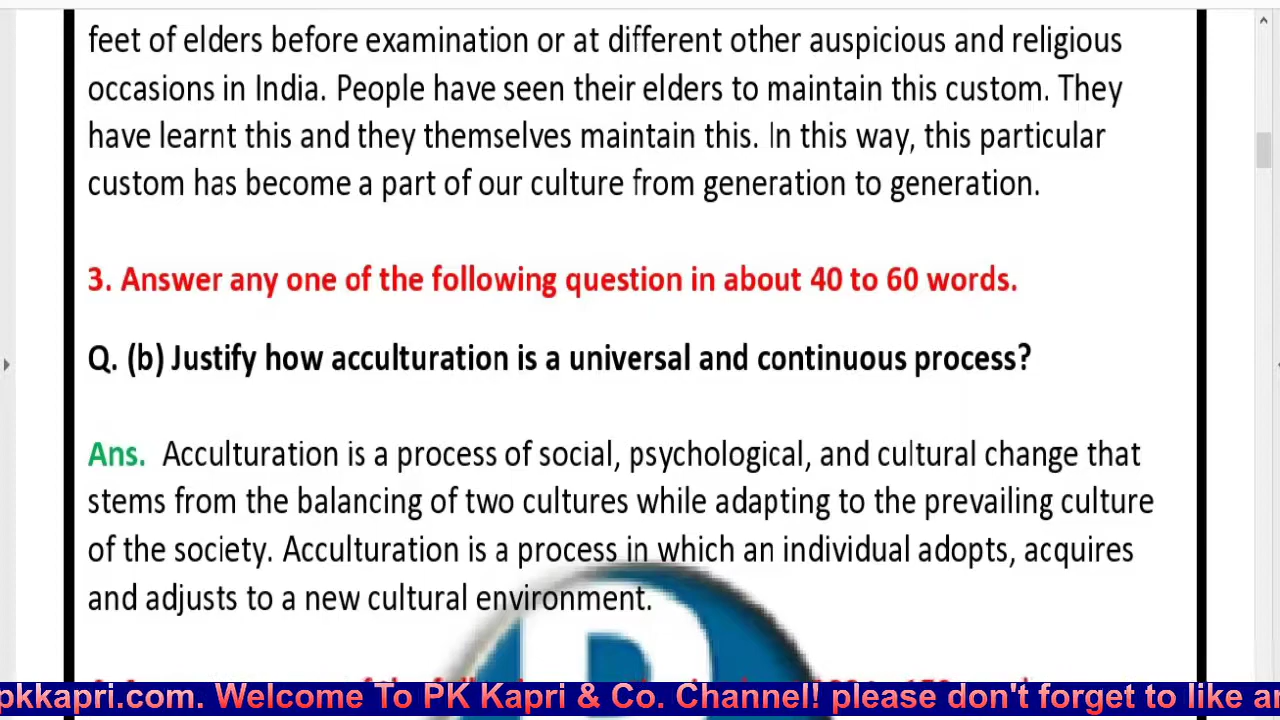 feet of elders before examination or at different other auspicious and religious
occasions in India. People have seen their elders to maintain this custom. They
have learnt this and they themselves maintain this. In this way, this particular
custom has become a part of our culture from generation to generation.
3. Answer any one of the following question in about 40 to 60 words.
Q. (b) Justify how acculturation is a universal and continuous process?
Ans. Acculturation is a process of social, psychological, and cultural change that
stems from the balancing of two cultures while adapting to the prevailing culture
of the society. Acculturation is a process in which an individual adopts, acquires
and adjusts to a new cultural environment.
pkkapri.com. Welcome To PK Kapri & Co. Channel! please don't forget to like